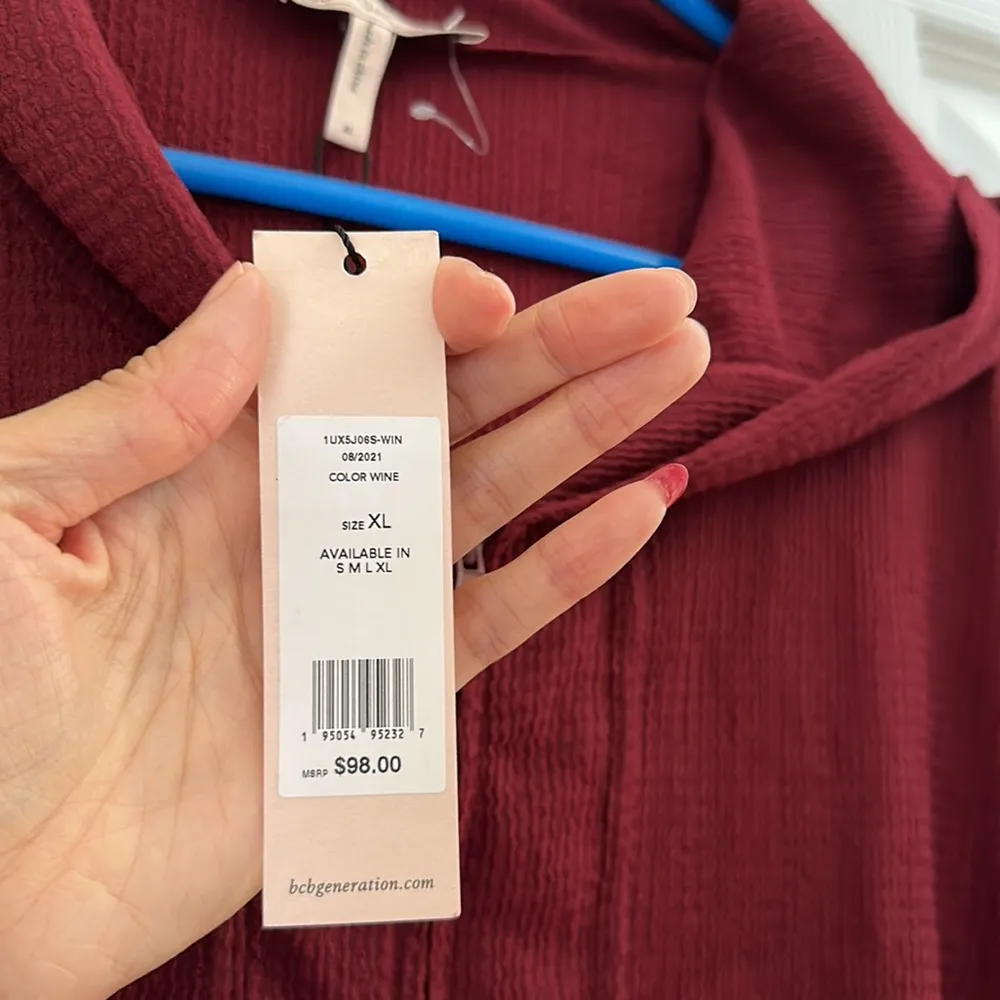 1UX5J06S-WIN
08/2021
COLOR WINE
SIZE XL
AVAILABLE IN
S M L XL
1 95054 95232 7
MSRP $98.00
bcbgeneration.com